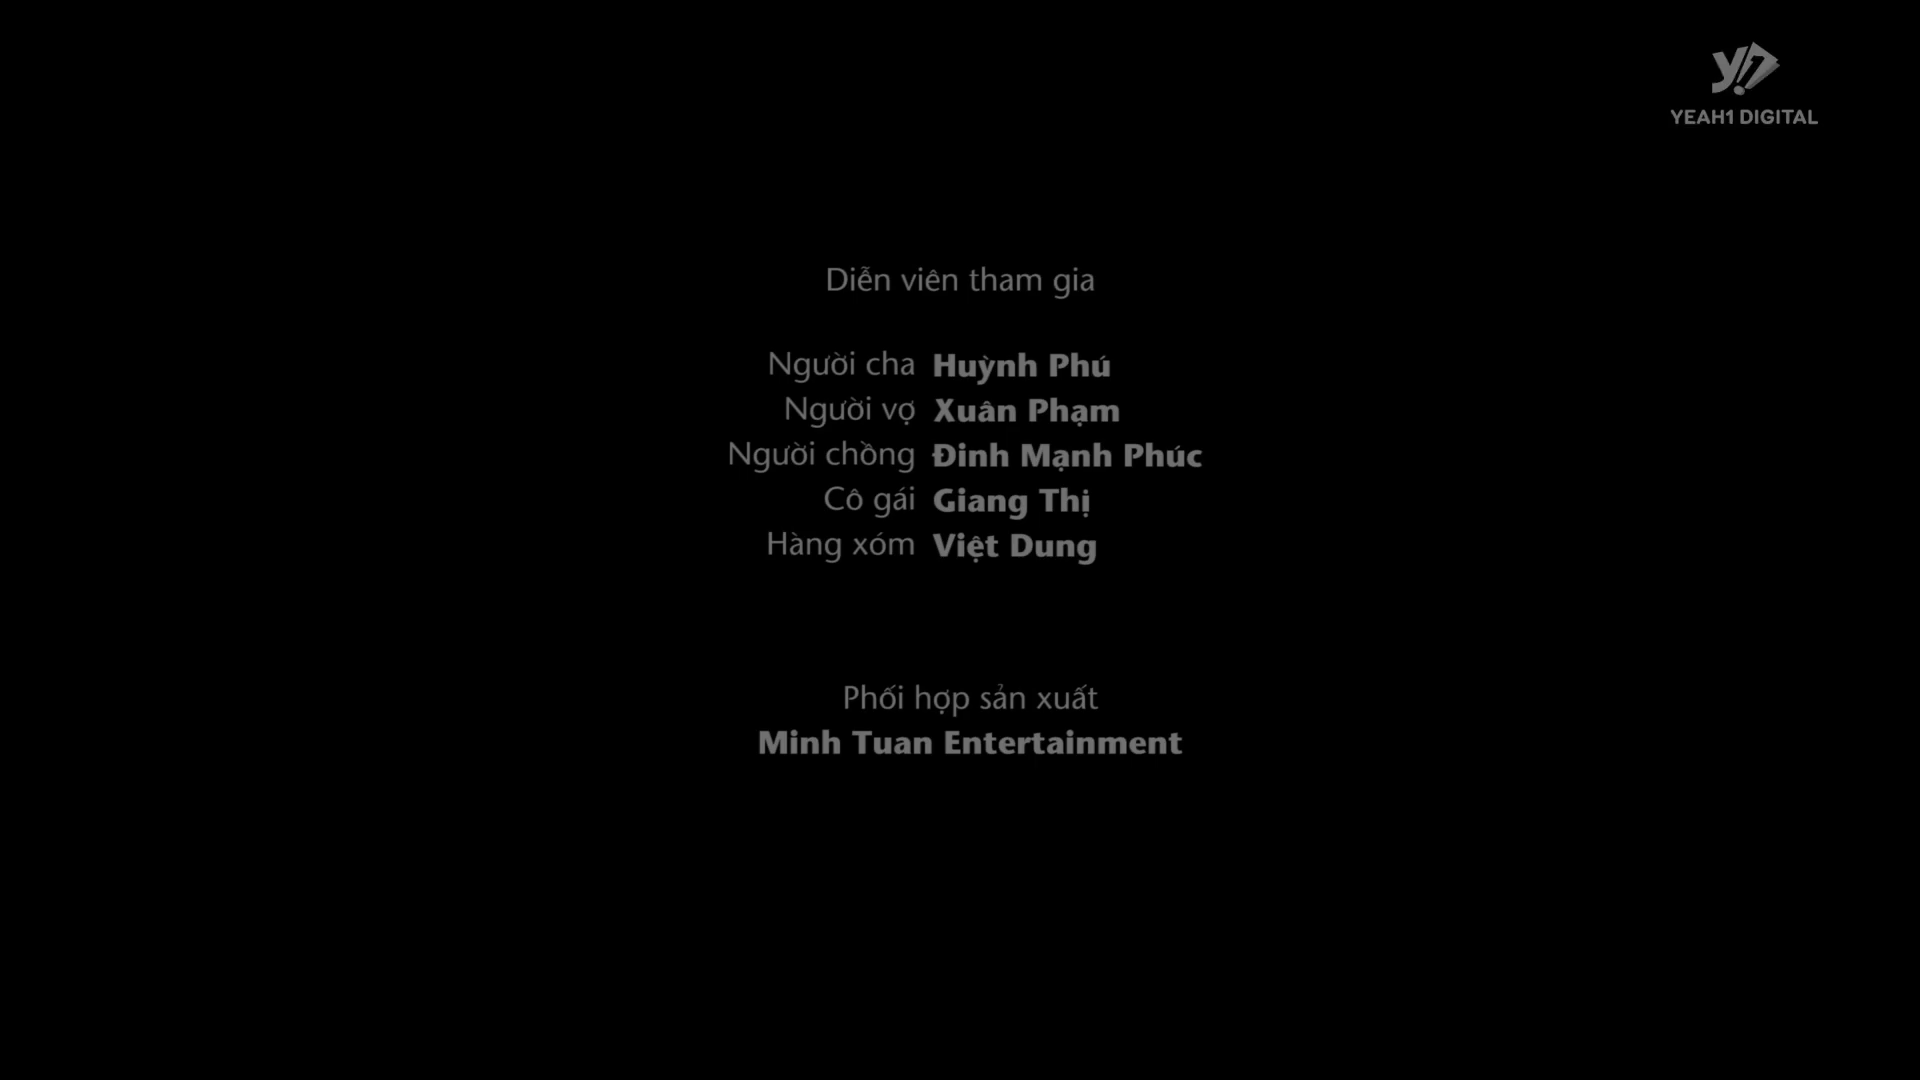 YEAH1 DIGITAL
Diễn viên tham gia
Người cha Huỳnh Phú
Người vợ Xuân Phạm
Người chồng Đinh Mạnh Phúc
Cô gái Giang Thị
Hàng xóm Việt Dung
Phối hợp sản xuất
Minh Tuan Entertainment